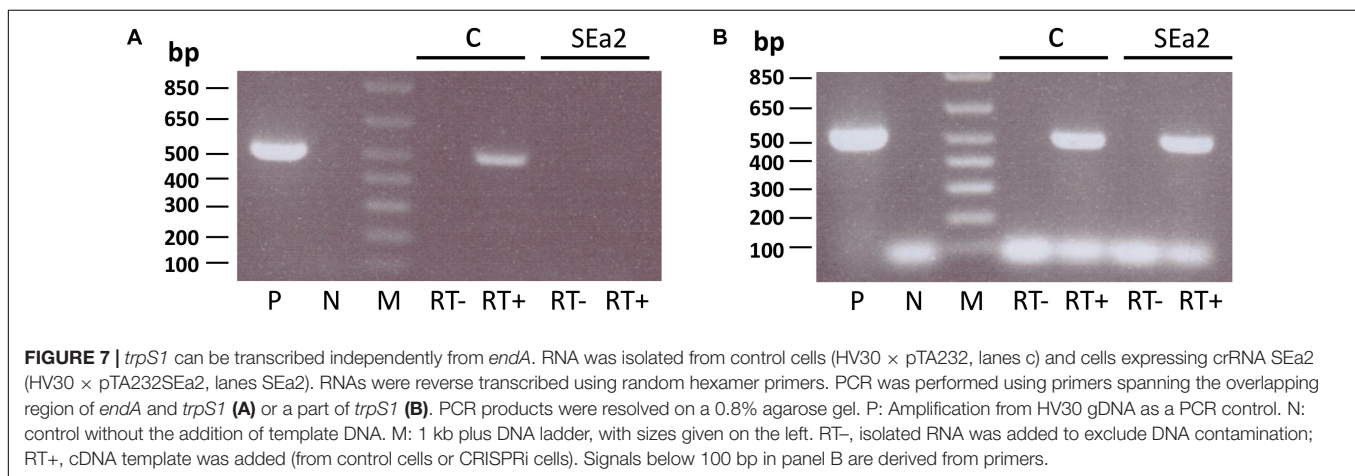 A
bp
C
SEa2
850
650
500
400
300
200
100
P N M RT- RT+ RT- RT+
B
bp
C
SEa2
850
650
500
400
300
200
100
P N M RT- RT+ RT- RT+
FIGURE 7 | trpS1 can be transcribed independently from endA. RNA was isolated from control cells (HV30 × pTA232, lanes c) and cells expressing crRNA SEa2
(HV30 × pTA232SEa2, lanes SEa2). RNAs were reverse transcribed using random hexamer primers. PCR was performed using primers spanning the overlapping
region of endA and trpS1 (A) or a part of trpS1 (B). PCR products were resolved on a 0.8% agarose gel. P: Amplification from HV30 gDNA as a PCR control. N:
control without the addition of template DNA. M: 1 kb plus DNA ladder, with sizes given on the left. RT–, isolated RNA was added to exclude DNA contamination;
RT+, cDNA template was added (from control cells or CRISPRi cells). Signals below 100 bp in panel B are derived from primers.